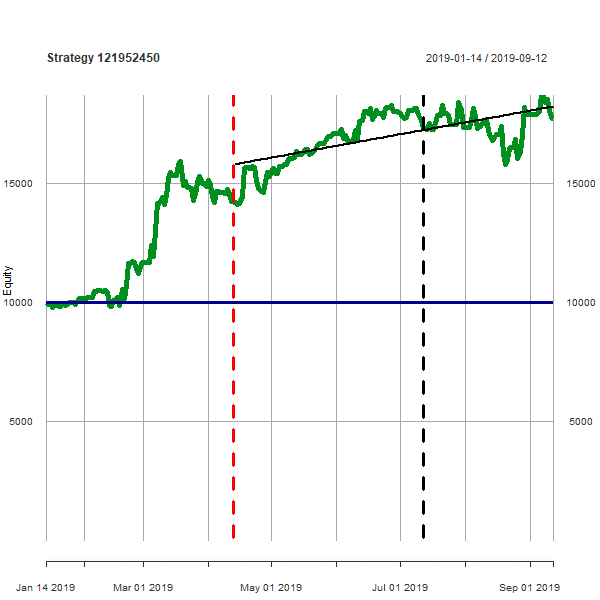 Strategy 121952450
2019-01-14 / 2019-09-12
15000
15000
Equity
10000
10000
5000
5000
Jan 14 2019
Mar 01 2019
May 01 2019
Jul 01 2019
Sep 01 2019